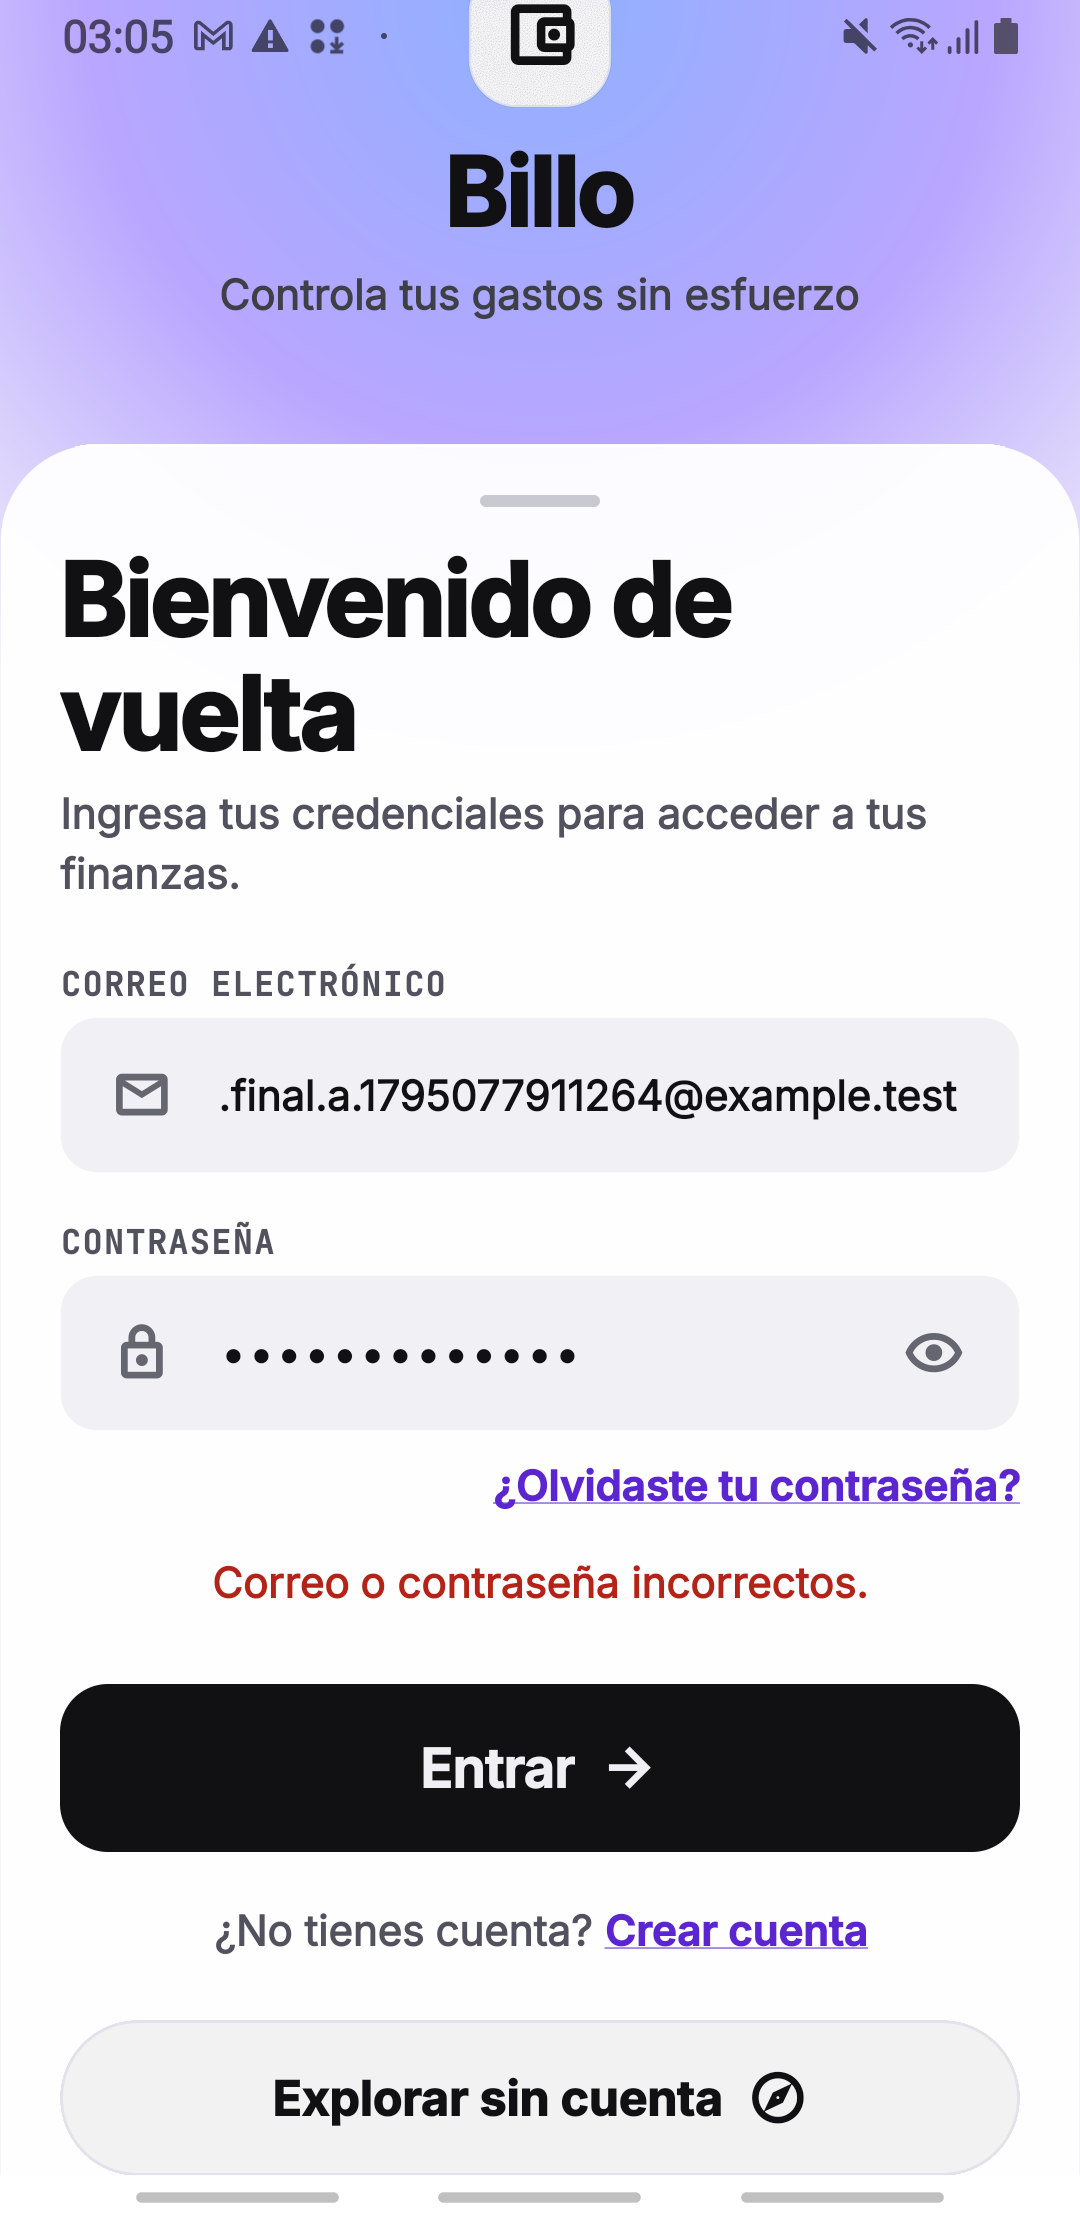 03:05
Billo
Controla tus gastos sin esfuerzo
Bienvenido de
vuelta
Ingresa tus credenciales para acceder a tus
finanzas.
CORREO ELECTRÓNICO
.final.a.1795077911264@example.test
CONTRASEÑA
¿Olvidaste tu contraseña?
Correo o contraseña incorrectos.
Entrar
¿No tienes cuenta? Crear cuenta
Explorar sin cuenta